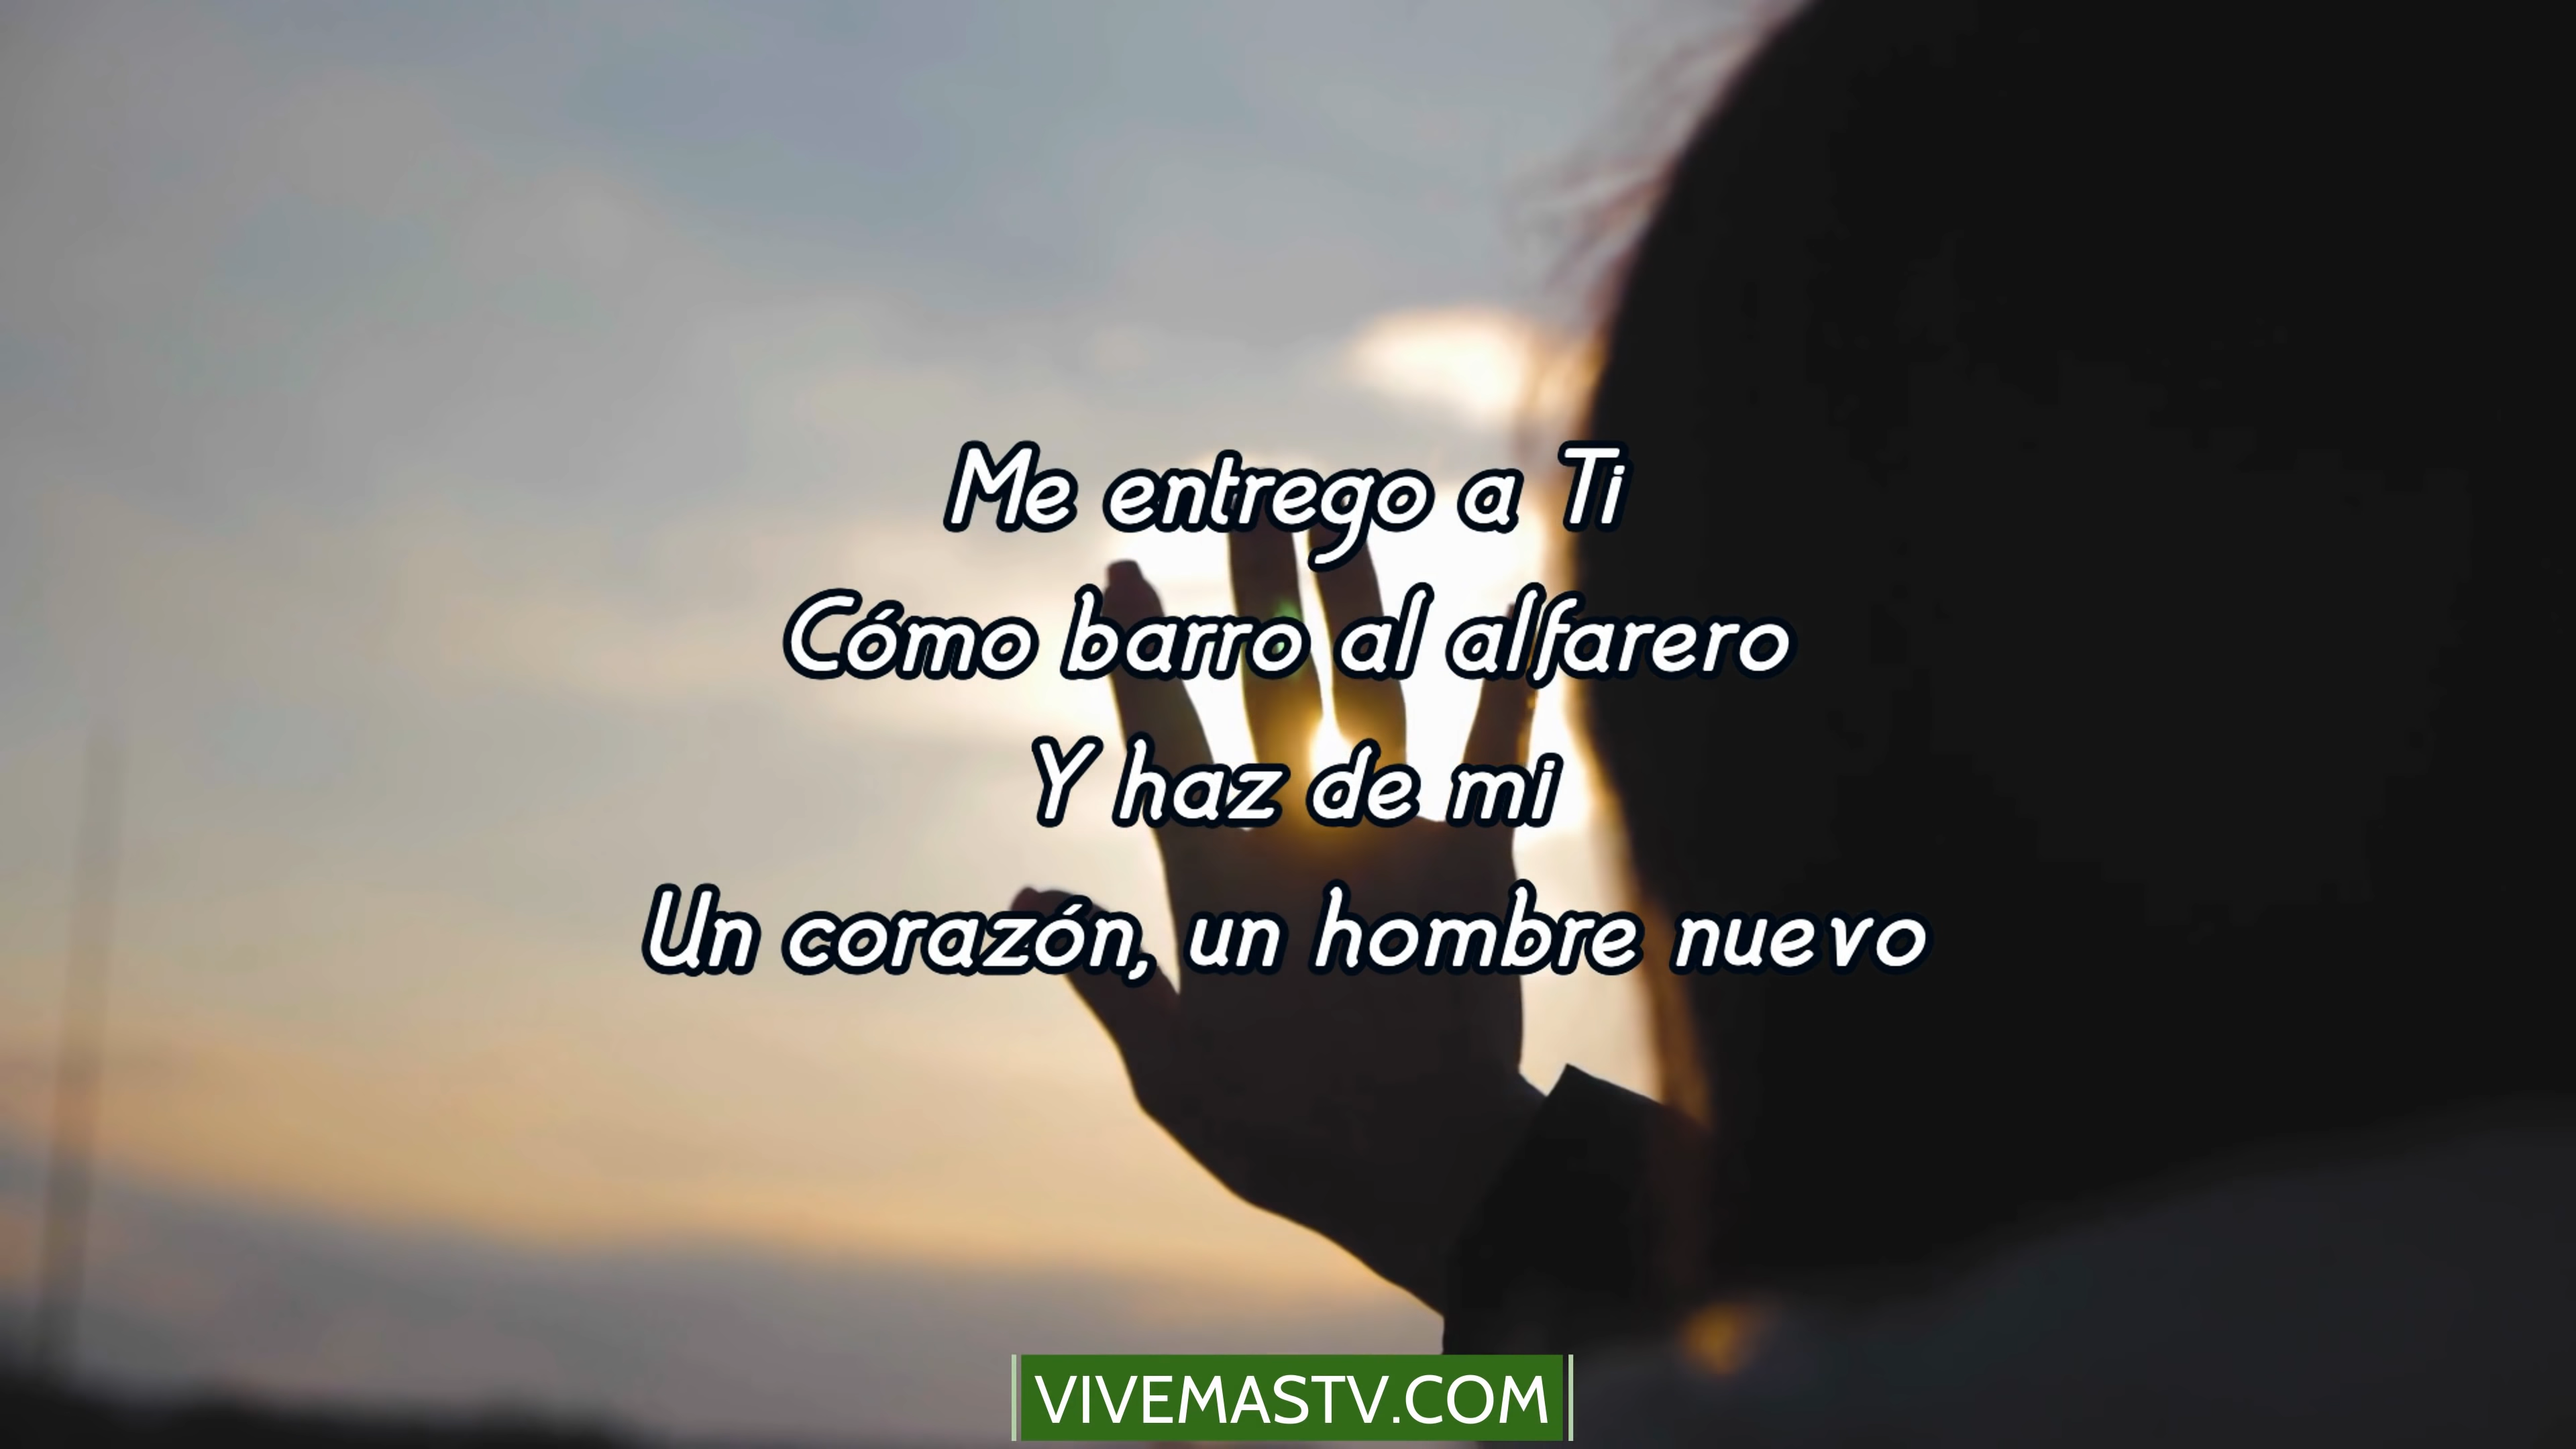 Me entrego a Ti
Cómo barro al alfarero
Y haz de mi
Un corazón, un hombre nuevo
VIVEMASTV.COM